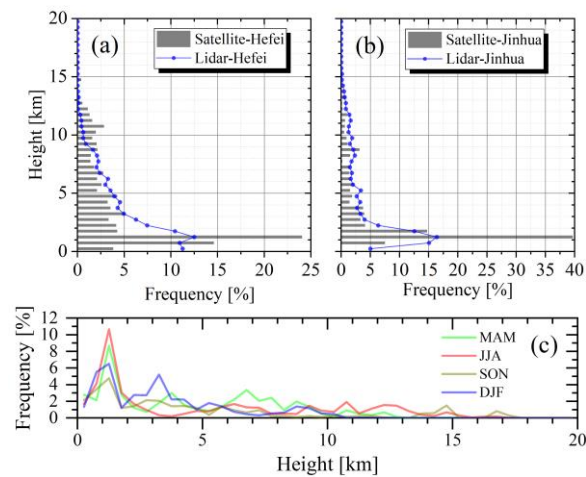 (a)
Satellite-Hefei
Lidar-Hefei
(b)
Satellite-Jinhua
Lidar-Jinhua
Height [km]
20
15
10
5
0
0 5 10 15 20 25
0 5 10 15 20 25 30 35 40
Frequency [%]
Frequency [%]
Frequency [%]
12
10
8
6
4
2
0
(c)
MAM
JJA
SON
DJF
0 5 10 15 20
Height [km]